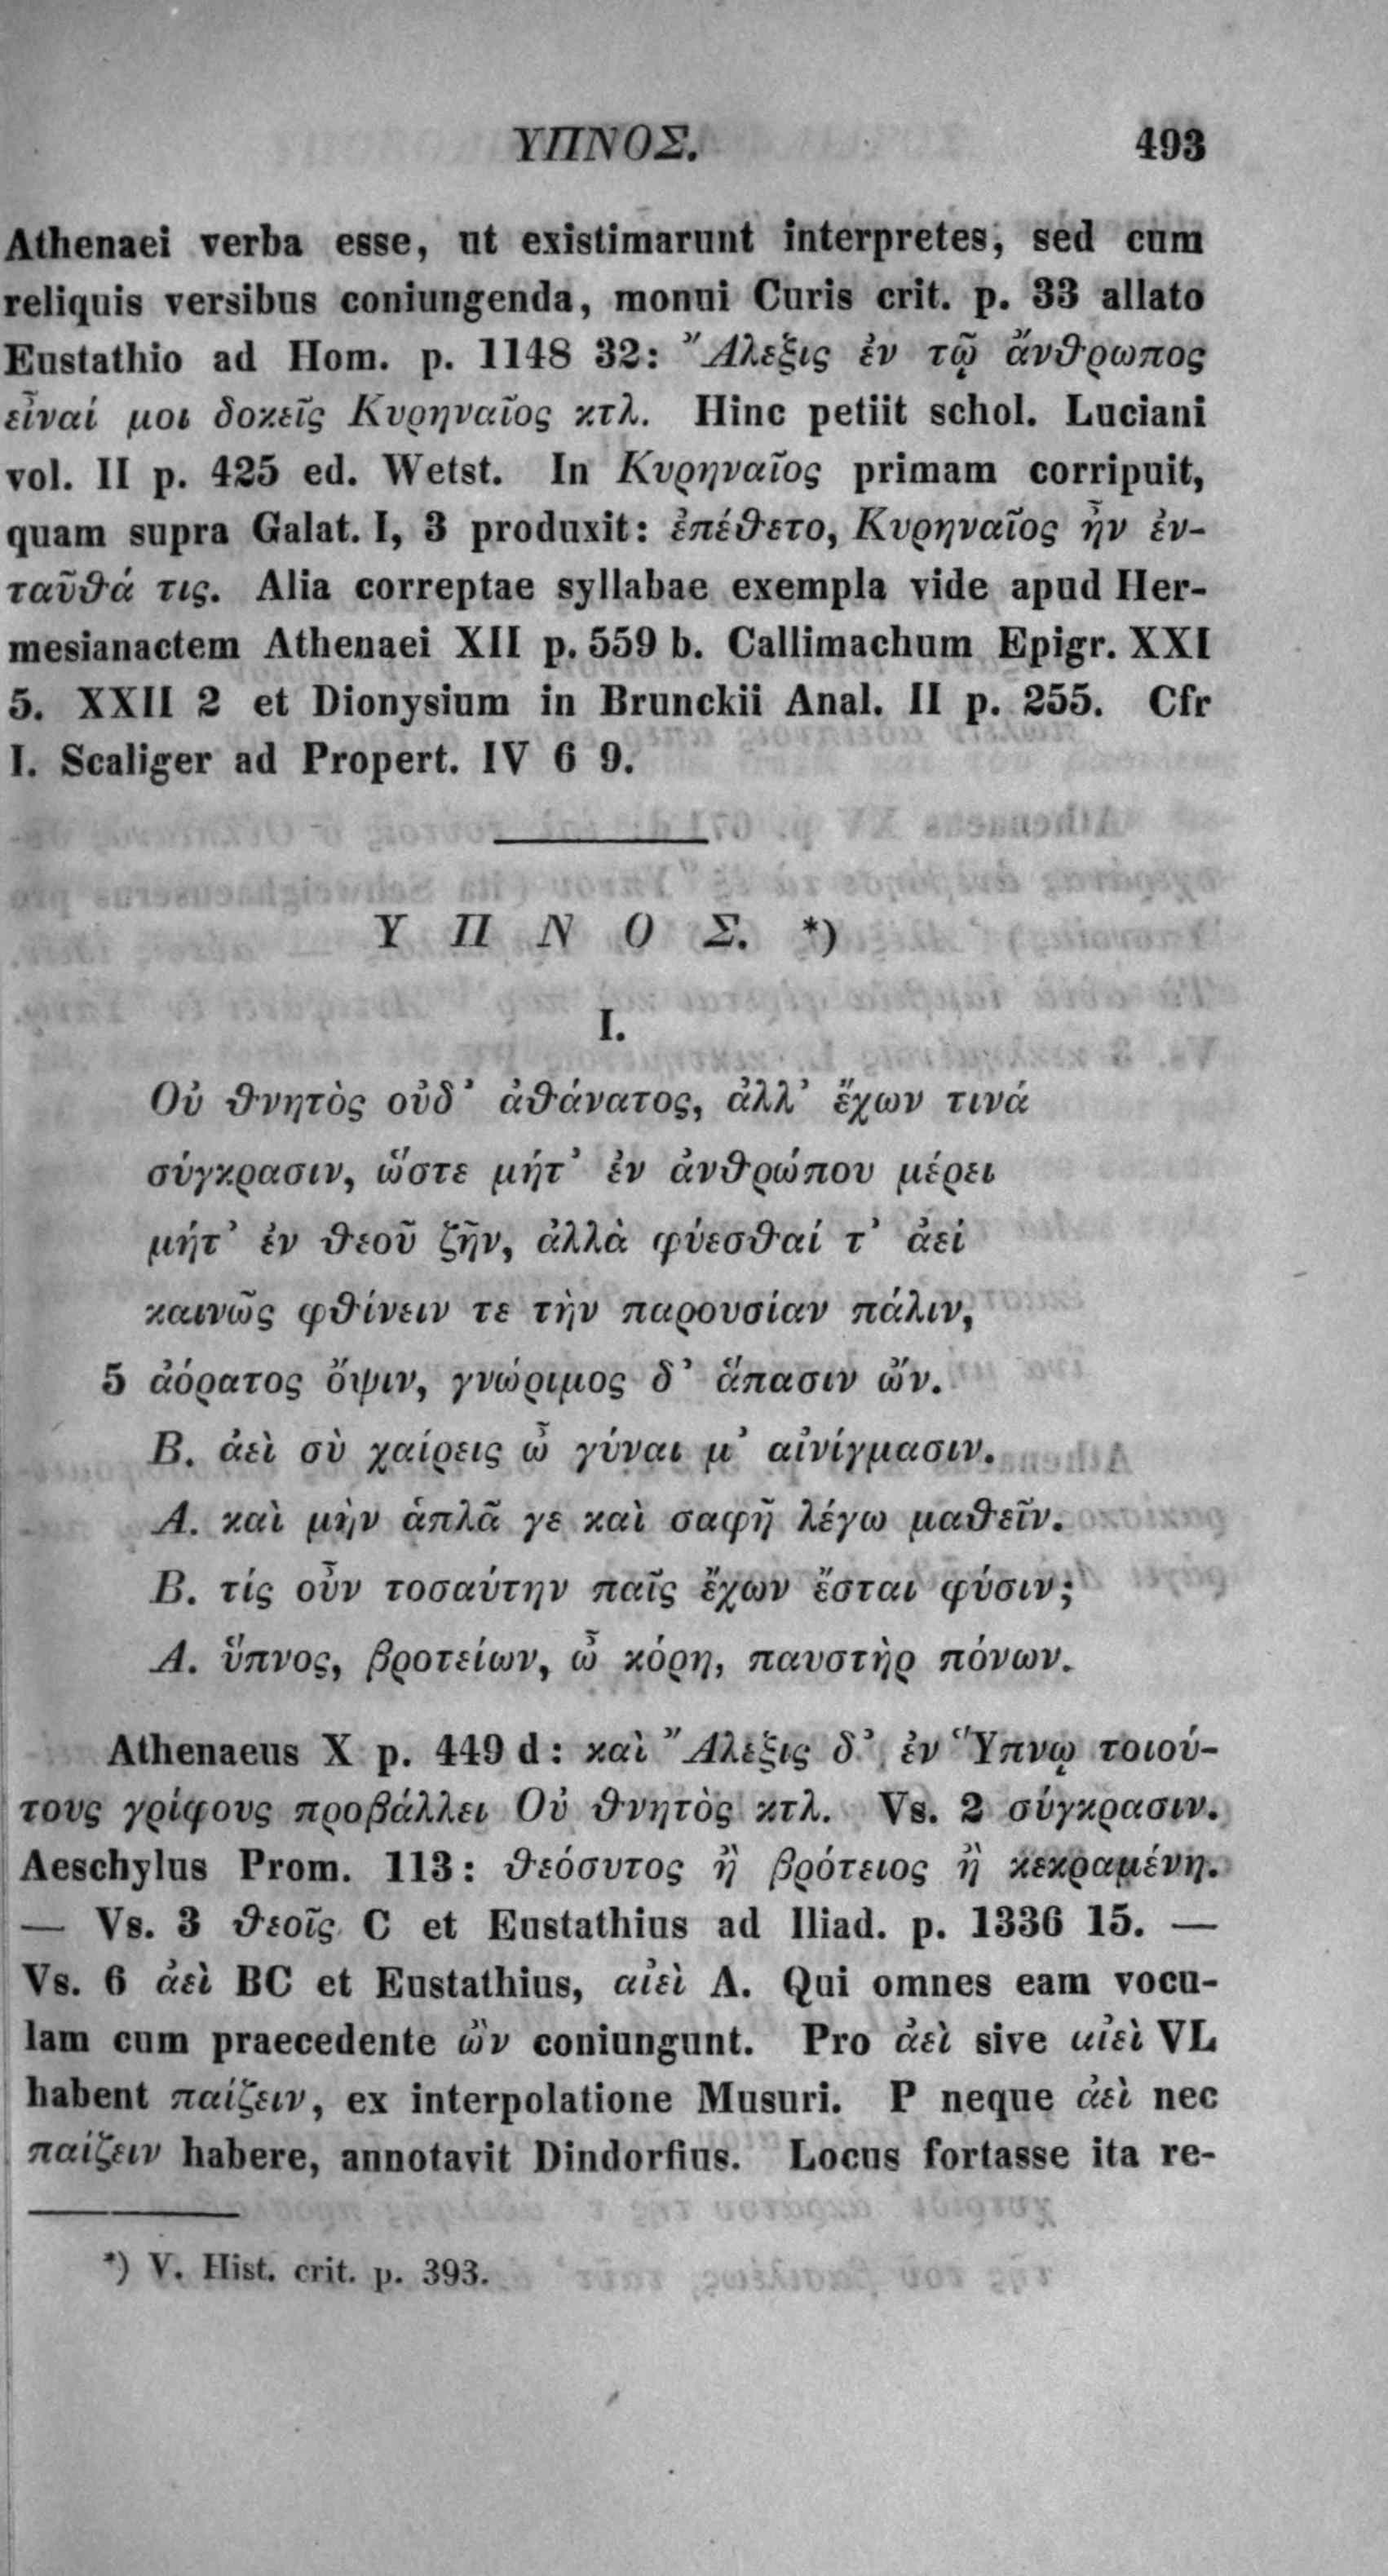 ΥΠΝΟΣ. 493
Athenaei verba esse, ut existimarunt interpretes, sed cum
reliquis versibus coniungenda, monui Curis crit. p. 33 allato
Eustathio ad Hom. p. 1148 32: Ἄλεξις ἐν τῷ ἄνθρωπος
εἶναί μοι δοκεῖς Κυρηναῖος κτλ. Hinc petiit schol. Luciani
vol. II p. 425 ed. Wetst. In Κυρηναῖος primam corripuit,
quam supra Galat. I, 3 produxit: ἐπέθετο, Κυρηναῖος ἦν ἐν-
ταῦθά τις. Alia correptae syllabae exempla vide apud Her-
mesianactem Athenaei XII p. 559 b. Callimachum Epigr. XXI
5. XXII 2 et Dionysium in Brunckii Anal. II p. 255. Cfr
I. Scaliger ad Propert. IV 6 9.
Υ Π Ν Ο Σ. *)
I.
Οὐ θνητὸς οὐδ᾽ ἀθάνατος, ἀλλ᾽ ἔχων τινά
σύγκρασιν, ὥστε μήτ᾽ ἐν ἀνθρώπου μέρει
μήτ᾽ ἐν θεοῦ ζῆν, ἀλλὰ φύεσθαί τ᾽ ἀεί
καινῶς φθίνειν τε τὴν παρουσίαν πάλιν,
5 ἀόρατος ὄψιν, γνώριμος δ᾽ ἅπασιν ὤν.
Β. ἀεὶ σὺ χαίρεις ὦ γύναι μ᾽ αἰνίγμασιν.
Α. καὶ μὴν ἁπλᾶ γε καὶ σαφῆ λέγω μαθεῖν.
Β. τίς οὖν τοσαύτην παῖς ἔχων ἔσται φύσιν;
Α. ὕπνος, βροτείων, ὦ κόρη, παυστὴρ πόνων.
Athenaeus X p. 449 d: καὶ Ἄλεξις δ᾽ ἐν Ὕπνῳ τοιού-
τους γρίφους προβάλλει Οὐ θνητὸς κτλ. Vs. 2 σύγκρασιν.
Aeschylus Prom. 113: θεόσυτος ἢ βρότειος ἢ κεκραμένη.
— Vs. 3 θεοῖς C et Eustathius ad Iliad. p. 1336 15. —
Vs. 6 ἀεὶ BC et Eustathius, αἰεὶ A. Qui omnes eam vocu-
lam cum praecedente ὢν coniungunt. Pro ἀεὶ sive αἰεὶ VL
habent παίζειν, ex interpolatione Musuri. P neque ἀεὶ nec
παίζειν habere, annotavit Dindorfius. Locus fortasse ita re-
*) V. Hist. crit. p. 393.